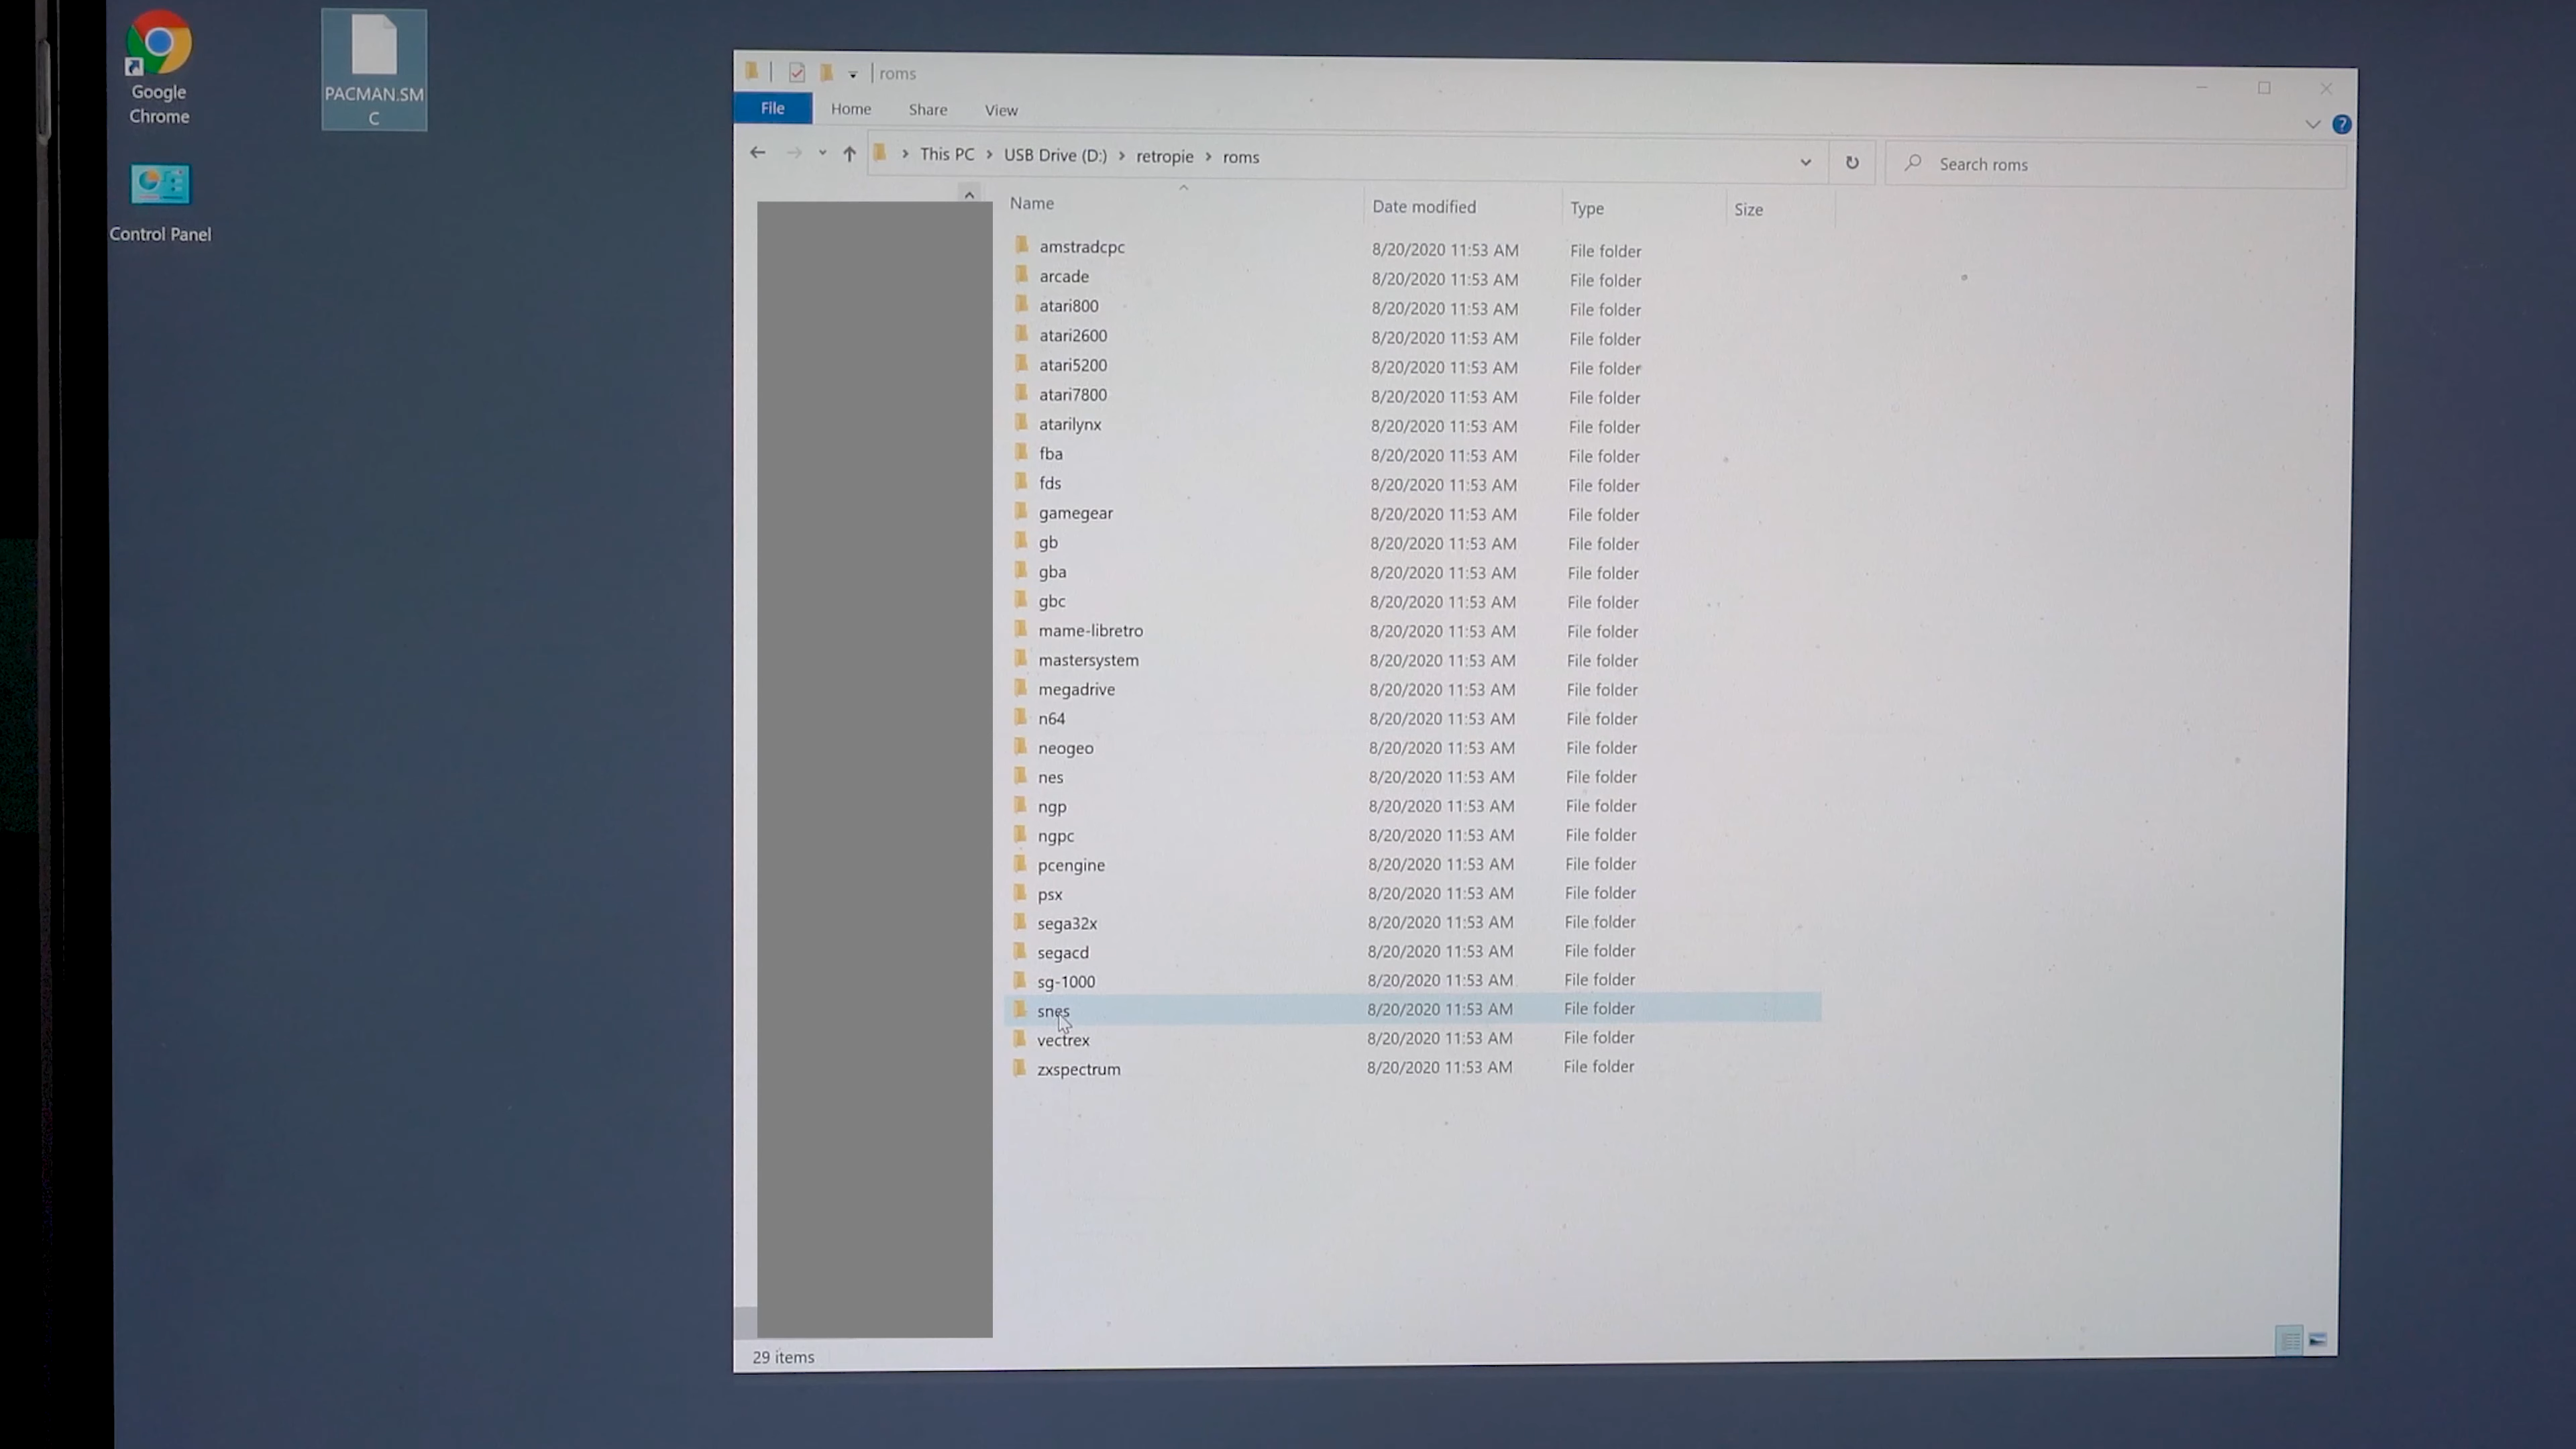 Google
Chrome
PACMAN.SM
C
Control Panel
roms
File Home Share View
This PC > USB Drive (D:) > retropie > roms
Search roms
Name Date modified Type Size
amstradcpc 8/20/2020 11:53 AM File folder
arcade 8/20/2020 11:53 AM File folder
atari800 8/20/2020 11:53 AM File folder
atari2600 8/20/2020 11:53 AM File folder
atari5200 8/20/2020 11:53 AM File folder
atari7800 8/20/2020 11:53 AM File folder
atarilynx 8/20/2020 11:53 AM File folder
fba 8/20/2020 11:53 AM File folder
fds 8/20/2020 11:53 AM File folder
gamegear 8/20/2020 11:53 AM File folder
gb 8/20/2020 11:53 AM File folder
gba 8/20/2020 11:53 AM File folder
gbc 8/20/2020 11:53 AM File folder
mame-libretro 8/20/2020 11:53 AM File folder
mastersystem 8/20/2020 11:53 AM File folder
megadrive 8/20/2020 11:53 AM File folder
n64 8/20/2020 11:53 AM File folder
neogeo 8/20/2020 11:53 AM File folder
nes 8/20/2020 11:53 AM File folder
ngp 8/20/2020 11:53 AM File folder
ngpc 8/20/2020 11:53 AM File folder
pcengine 8/20/2020 11:53 AM File folder
psx 8/20/2020 11:53 AM File folder
sega32x 8/20/2020 11:53 AM File folder
segacd 8/20/2020 11:53 AM File folder
sg-1000 8/20/2020 11:53 AM File folder
snes 8/20/2020 11:53 AM File folder
vectrex 8/20/2020 11:53 AM File folder
zxspectrum 8/20/2020 11:53 AM File folder
29 items